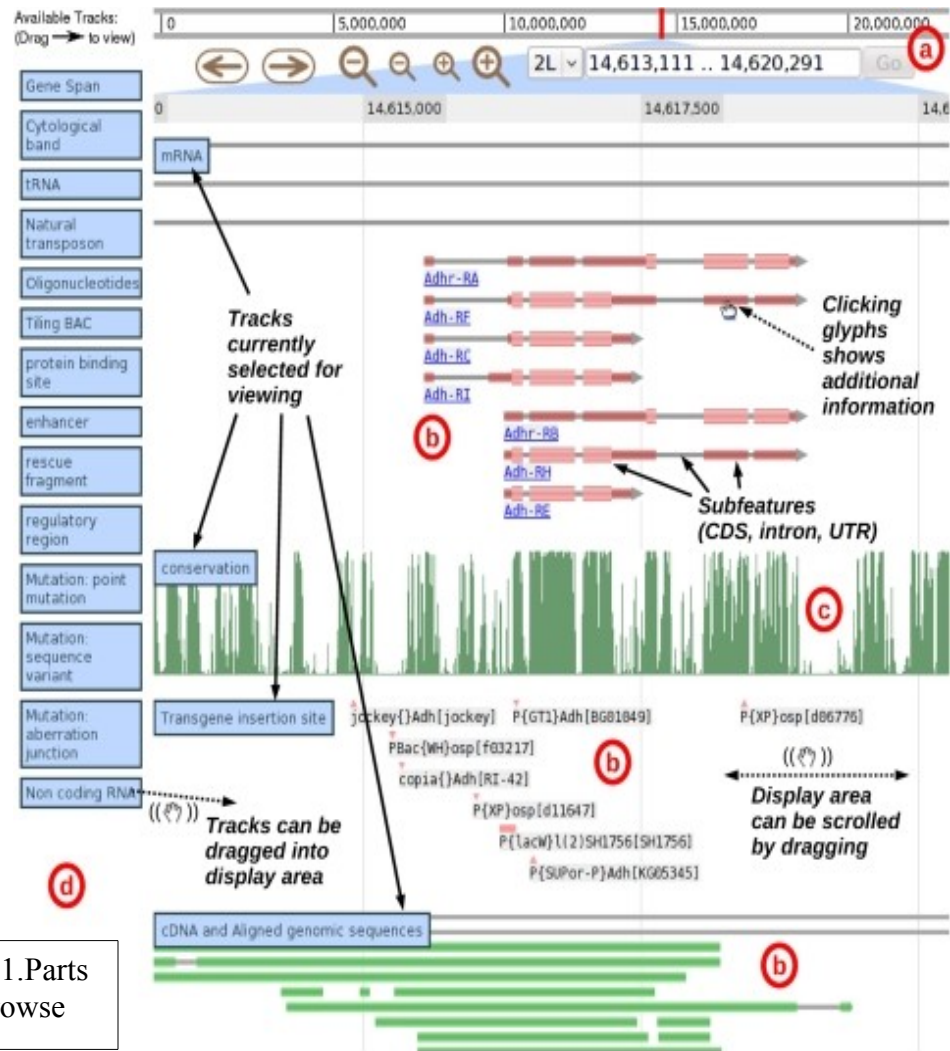 Available Tracks:
(Drag → to view)
0 5,000,000 10,000,000 15,000,000 20,000,000
a
2L 14,613,111 .. 14,620,291 Go
0 14,615,000 14,617,500 14,6
Gene Span
Cytological
band
tRNA
Natural
transposon
Oligonucleotides
Tiling BAC
protein binding
site
enhancer
rescue
fragment
regulatory
region
Mutation: point
mutation
Mutation:
sequence
variant
Mutation:
aberration
junction
Non coding RNA
d
mRNA
Adhr-RA
Adh-RF
Adh-RC
Adh-RI
Adhr-RB
Adh-RH
Adh-RE
b
Tracks
currently
selected for
viewing
Clicking
glyphs
shows
additional
information
Subfeatures
(CDS, intron, UTR)
conservation
c
Transgene insertion site
jockey{}Adh[jockey]
P{GT1}Adh[BG01049]
P{XP}osp[d06776]
PBac{WH}osp[f03217]
copia{}Adh[RI-42]
P{XP}osp[d11647]
P{lacW}l(2)SH1756[SH1756]
P{SUPor-P}Adh[KG05345]
b
Display area
can be scrolled
by dragging
Tracks can be
dragged into
display area
cDNA and Aligned genomic sequences
b
1.Parts
owse